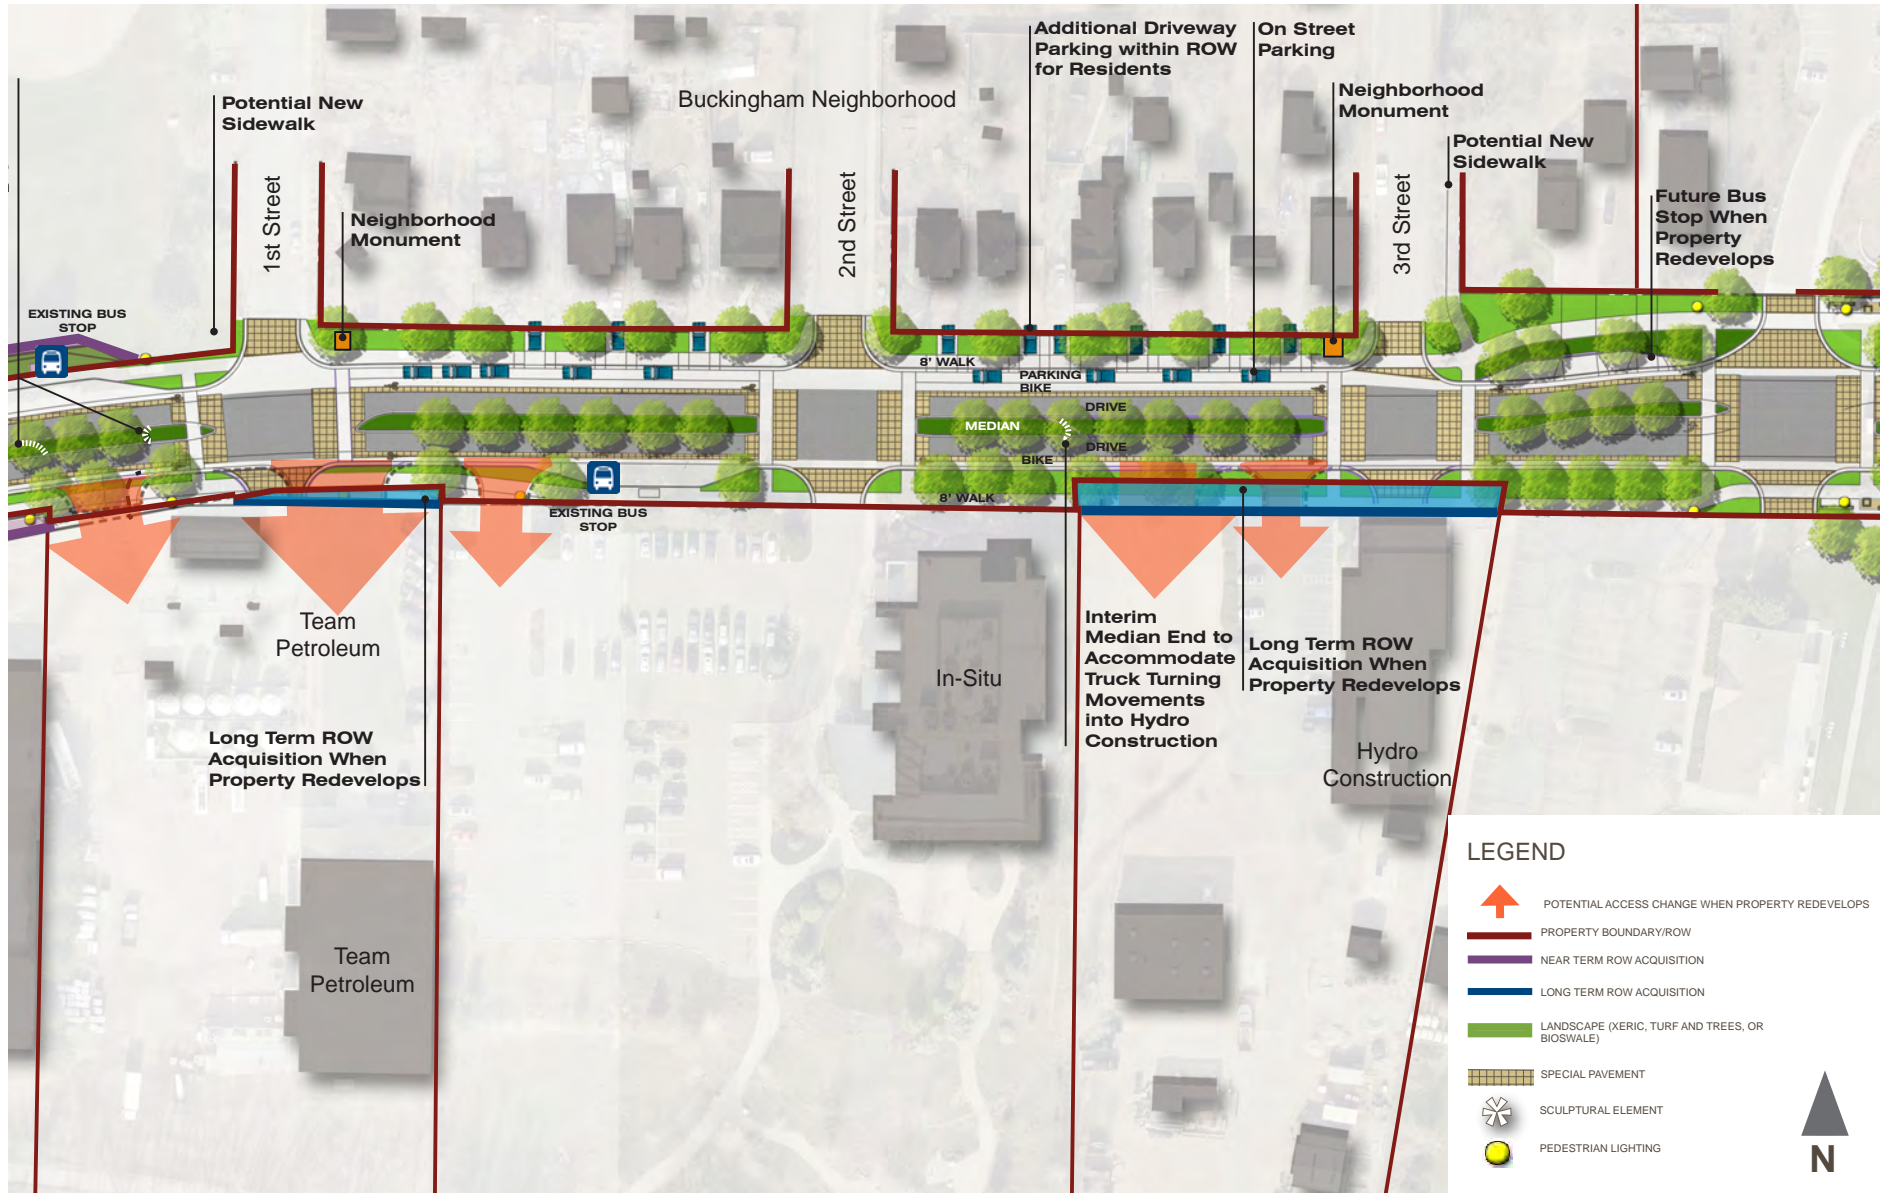 Additional Driveway
Parking within ROW
for Residents
On Street
Parking
Potential New
Sidewalk
Buckingham Neighborhood
Neighborhood
Monument
Potential New
Sidewalk
1st Street
Neighborhood
Monument
2nd Street
3rd Street
Future Bus
Stop When
Property
Redevelops
EXISTING BUS
STOP
8' WALK
PARKING
BIKE
DRIVE
MEDIAN
DRIVE
BIKE
8' WALK
EXISTING BUS
STOP
Team
Petroleum
In-Situ
Interim
Median End to
Accommodate
Truck Turning
Movements
into Hydro
Construction
Long Term ROW
Acquisition When
Property Redevelops
Long Term ROW
Acquisition When
Property Redevelops
Hydro
Construction
Team
Petroleum
LEGEND
POTENTIAL ACCESS CHANGE WHEN PROPERTY REDEVELOPS
PROPERTY BOUNDARY/ROW
NEAR TERM ROW ACQUISITION
LONG TERM ROW ACQUISITION
LANDSCAPE (XERIC, TURF AND TREES, OR
BIOSWALE)
SPECIAL PAVEMENT
SCULPTURAL ELEMENT
PEDESTRIAN LIGHTING
N